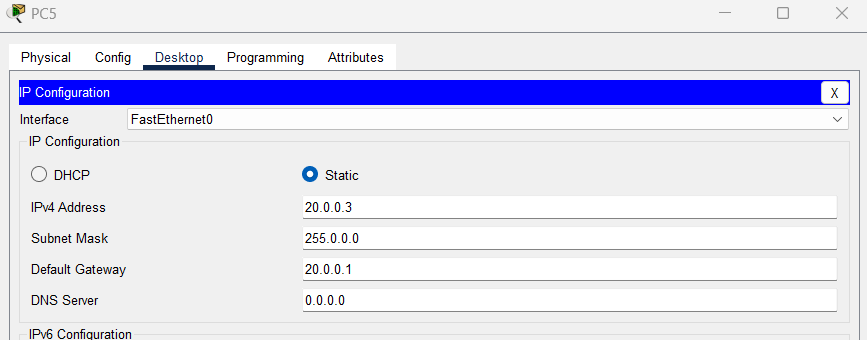 PC5
Physical Config Desktop Programming Attributes
IP Configuration X
Interface FastEthernet0
IP Configuration
DHCP Static
IPv4 Address 20.0.0.3
Subnet Mask 255.0.0.0
Default Gateway 20.0.0.1
DNS Server 0.0.0.0
IPv6 Configuration